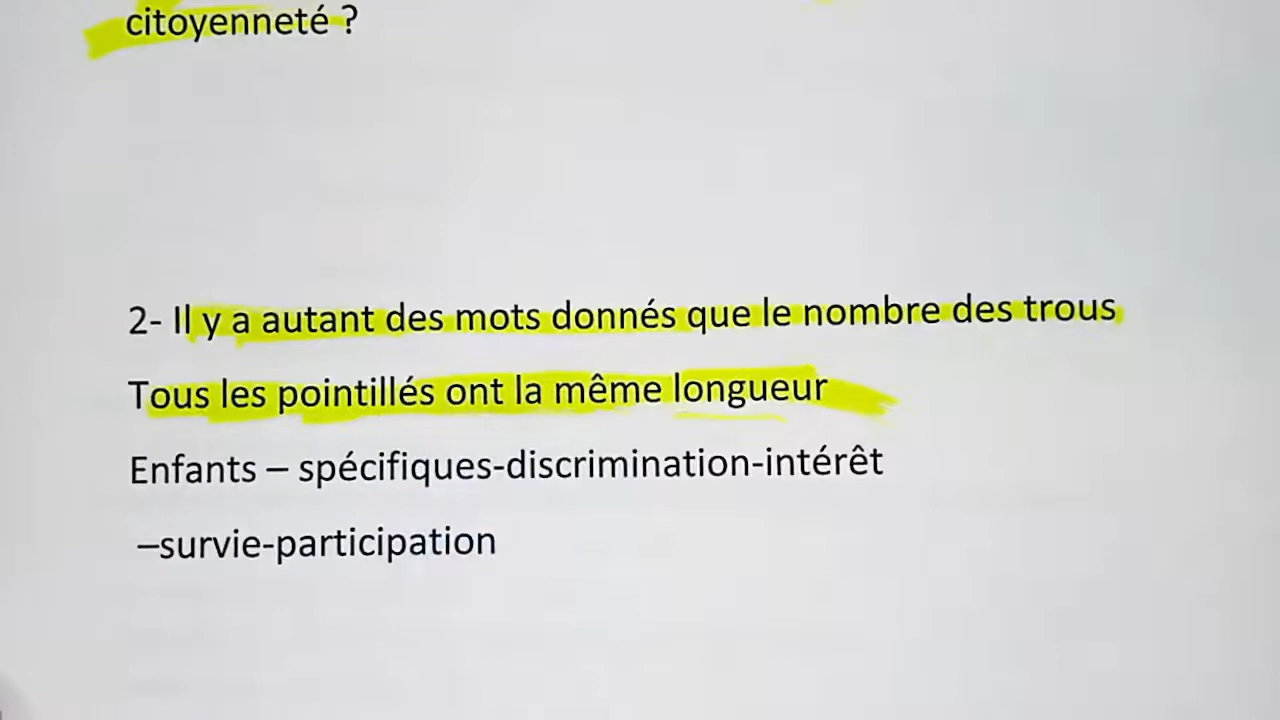 citoyenneté ?
2- Il y a autant des mots donnés que le nombre des trous
Tous les pointillés ont la même longueur
Enfants – spécifiques-discrimination-intérêt
–survie-participation